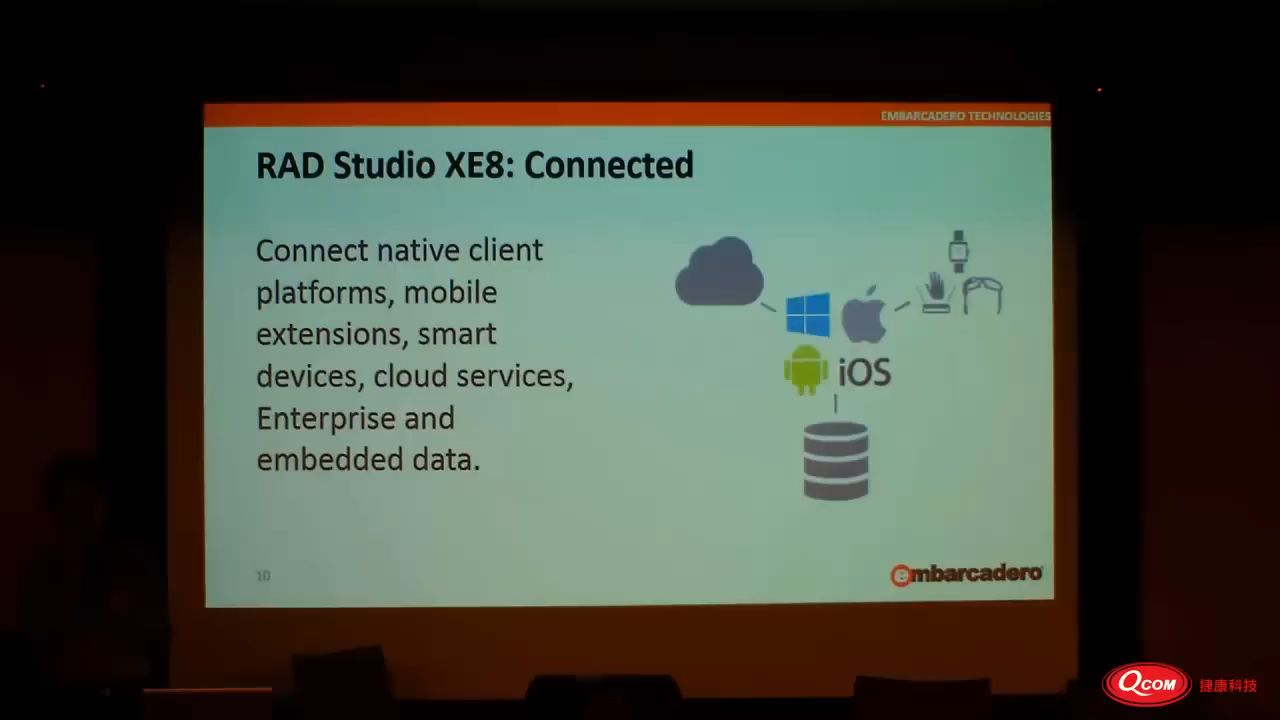 EMBARCADERO TECHNOLOGIES
RAD Studio XE8: Connected
Connect native client
platforms, mobile
extensions, smart
devices, cloud services,
Enterprise and
embedded data.
iOS
10
embarcadero
QCOM 捷康科技